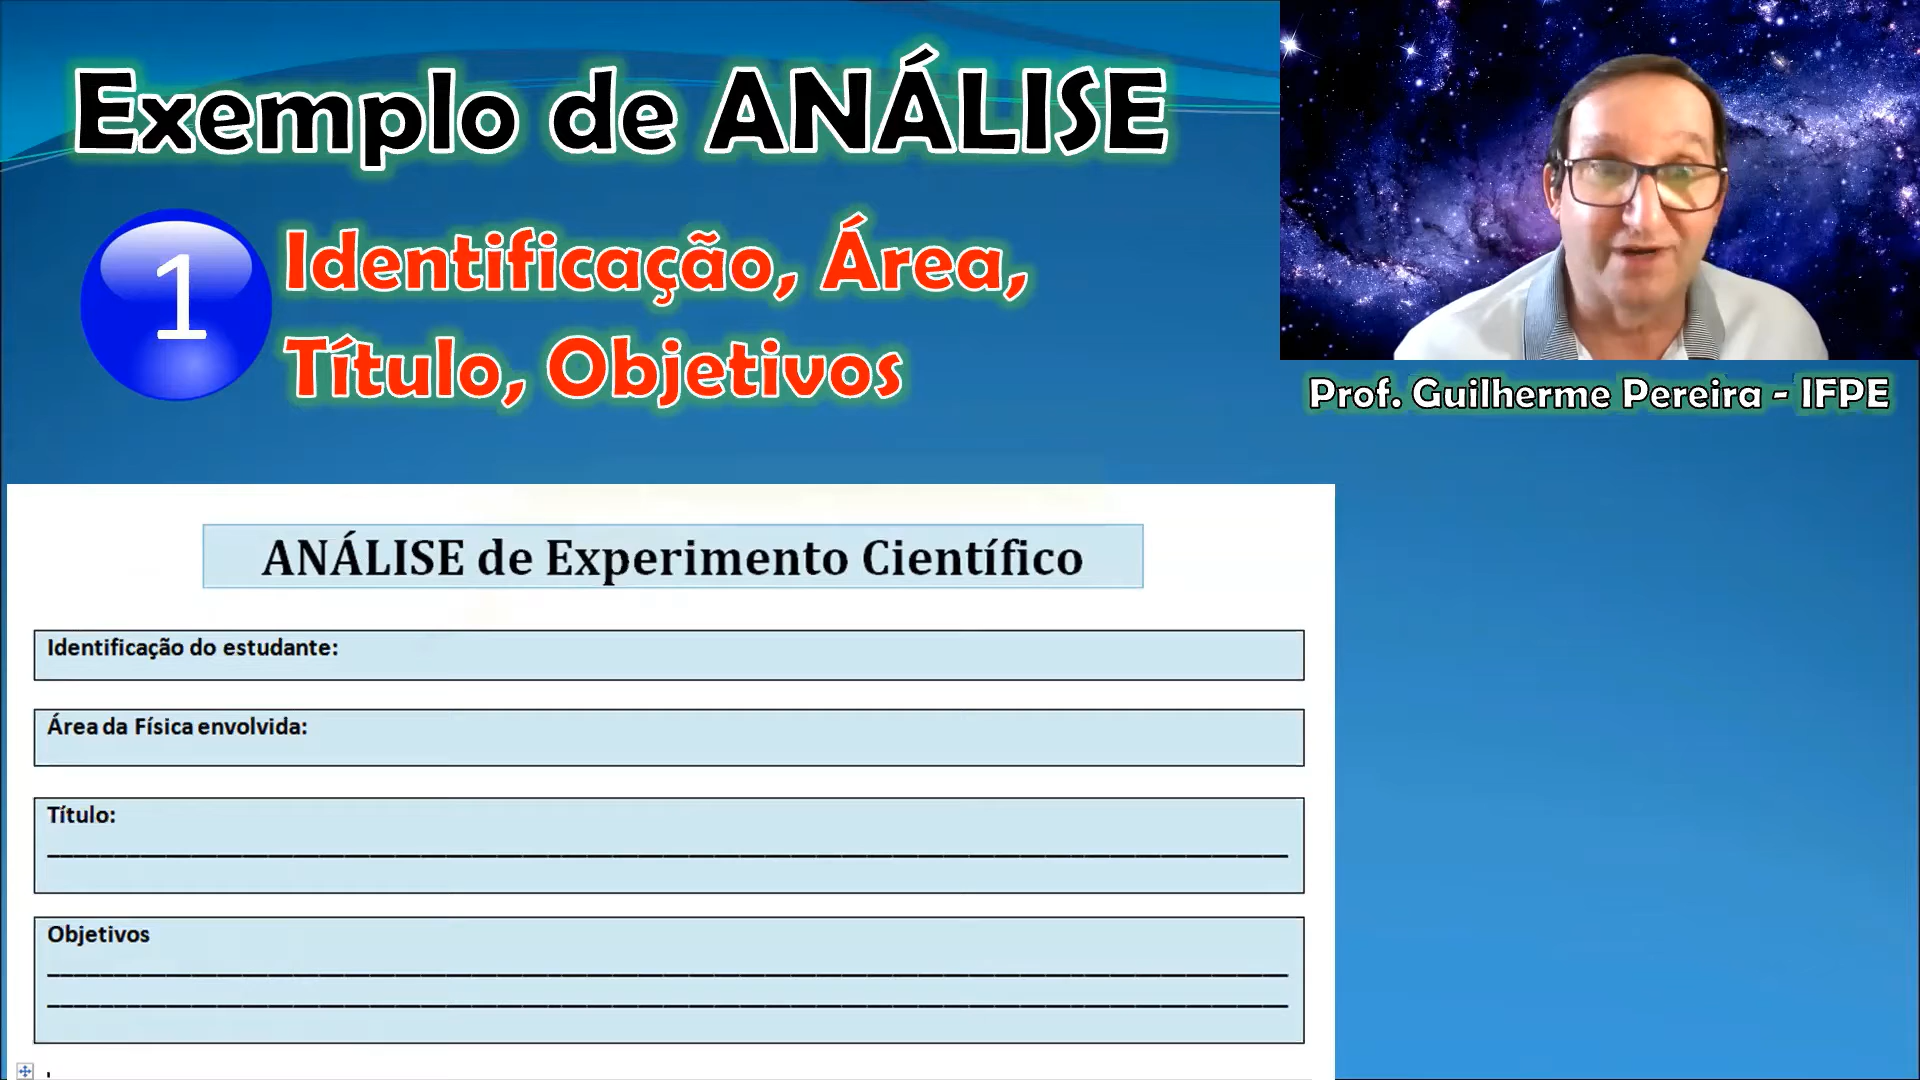 Exemplo de ANÁLISE
1
Identificação, Área,
Título, Objetivos
Prof. Guilherme Pereira - IFPE
ANÁLISE de Experimento Científico
Identificação do estudante:
Área da Física envolvida:
Título:
Objetivos